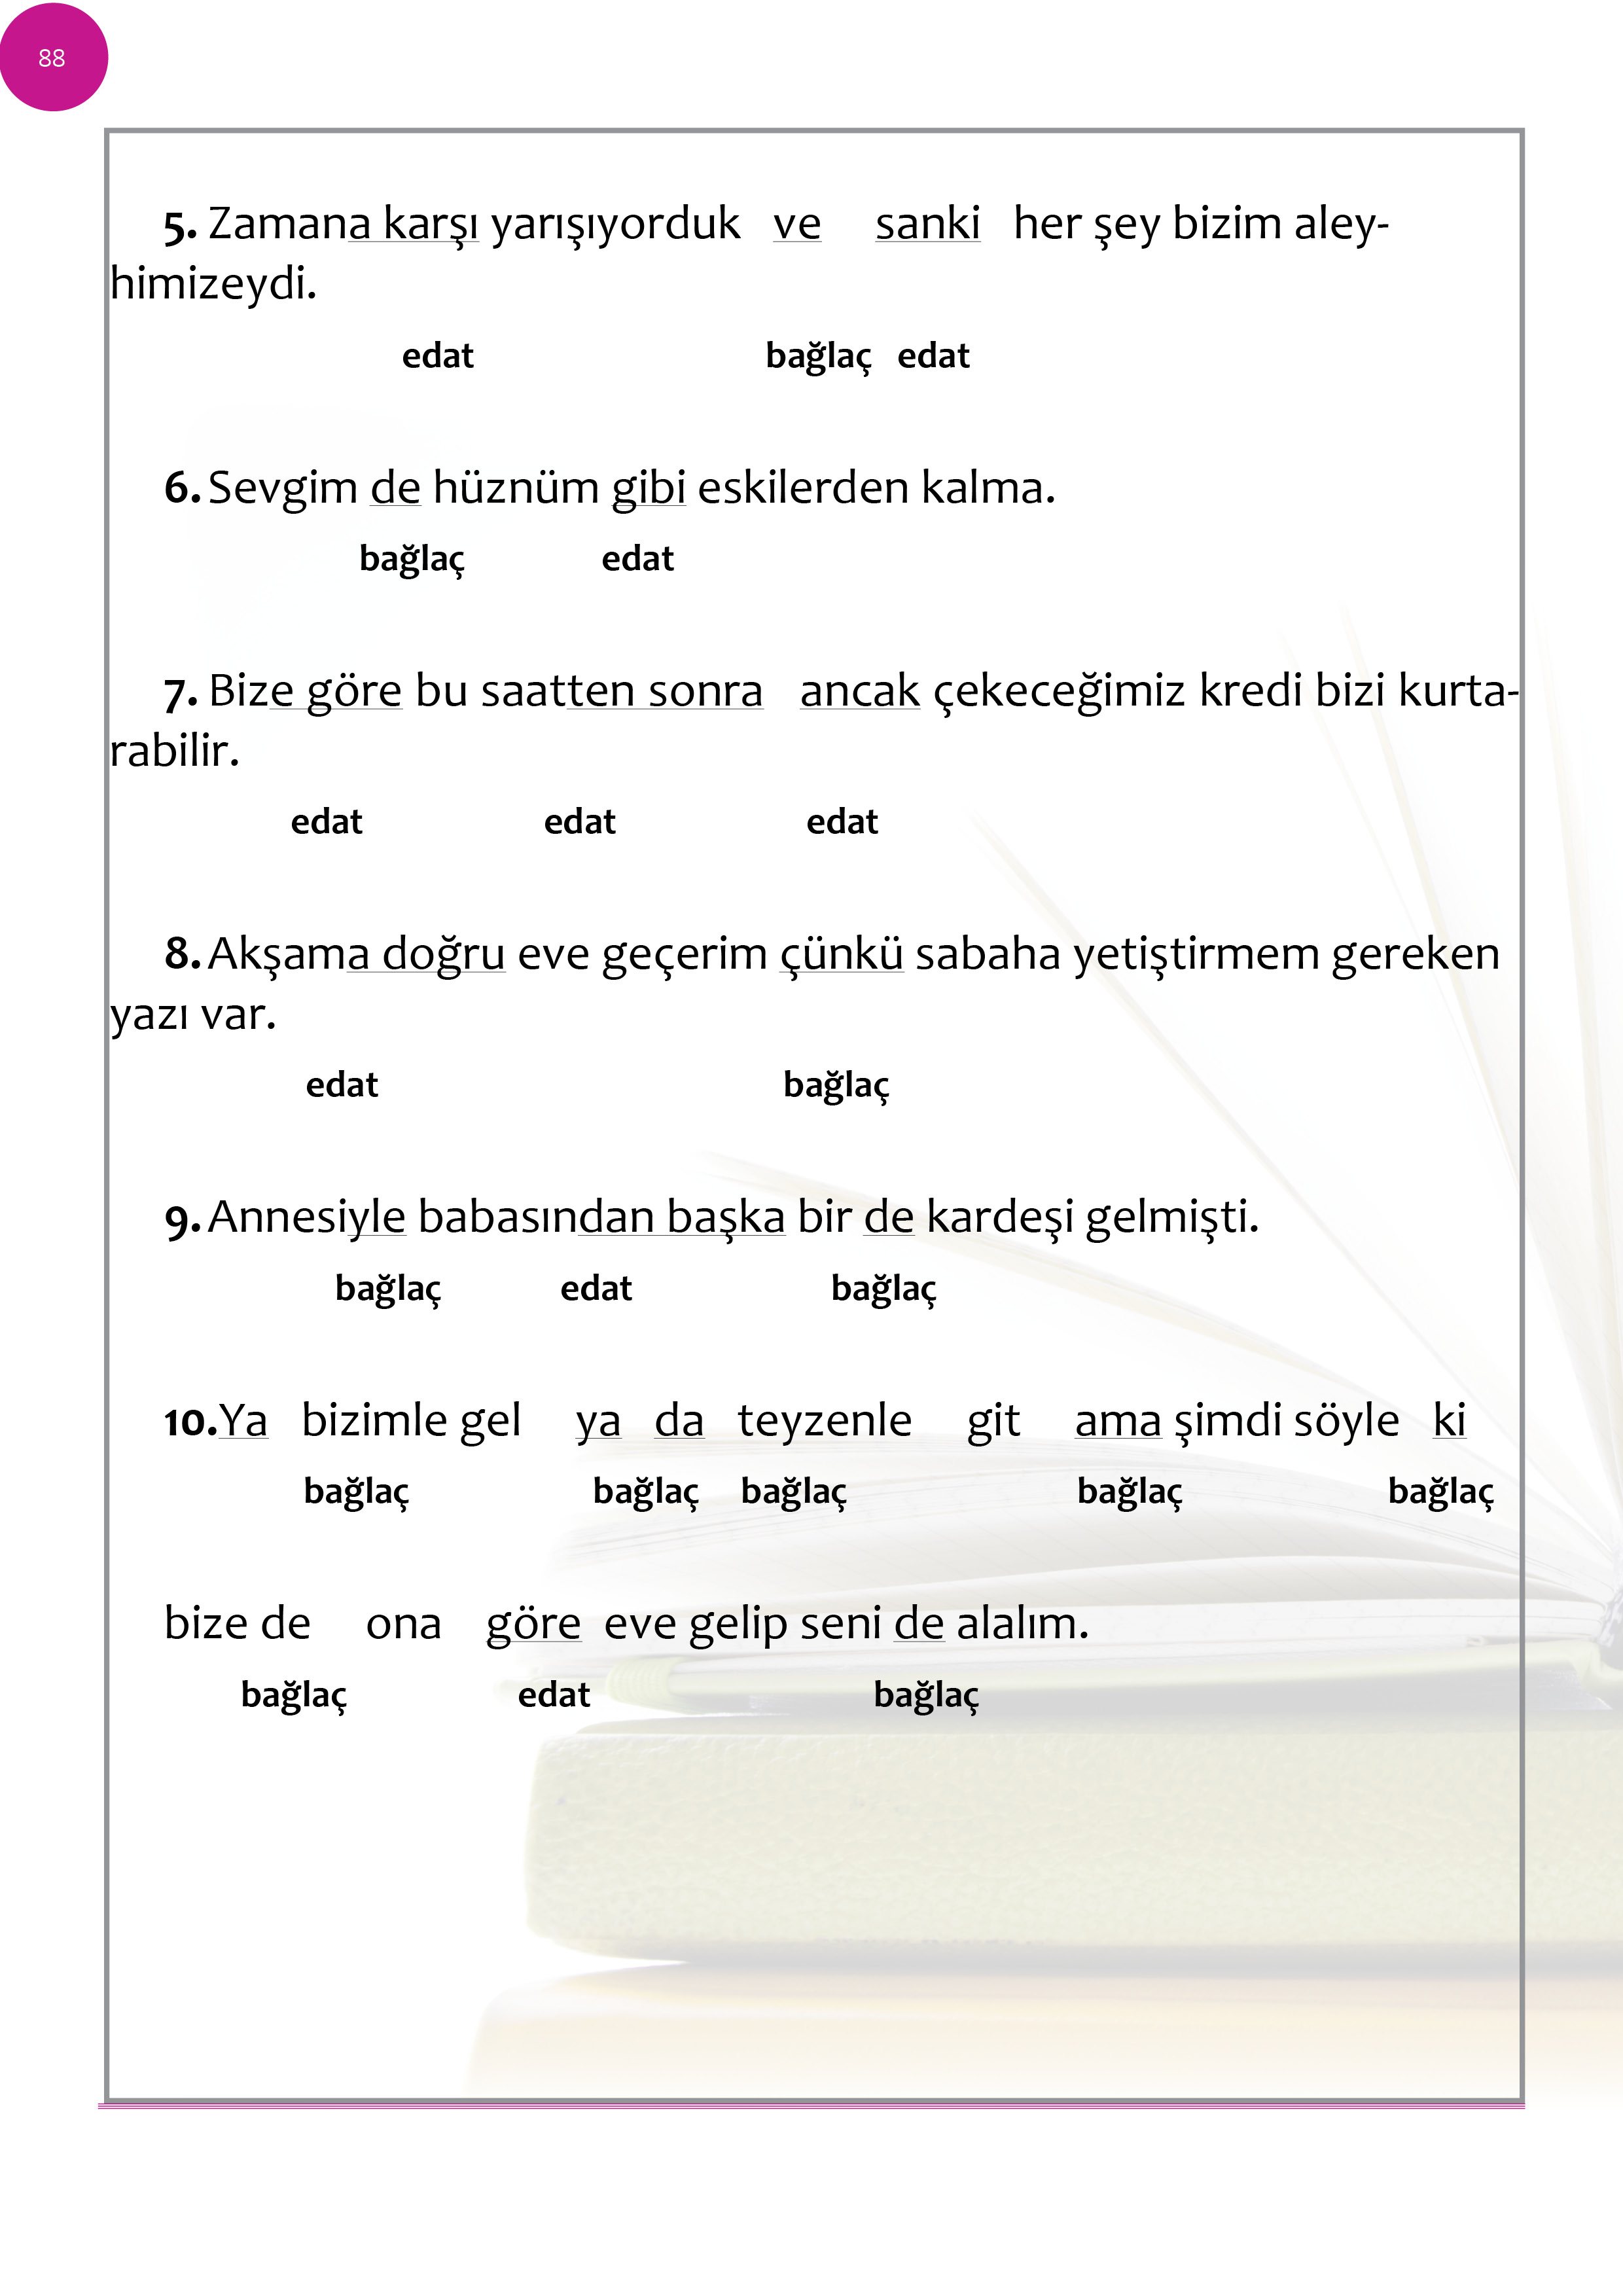 88
5. Zamana karşı yarışıyorduk ve sanki her şey bizim aley-
himizeydi.
edat bağlaç edat
6. Sevgim de hüznüm gibi eskilerden kalma.
bağlaç edat
7. Bize göre bu saatten sonra ancak çekeceğimiz kredi bizi kurta-
rabilir.
edat edat edat
8. Akşama doğru eve geçerim çünkü sabaha yetiştirmem gereken
yazı var.
edat bağlaç
9. Annesiyle babasından başka bir de kardeşi gelmişti.
bağlaç edat bağlaç
10.Ya bizimle gel ya da teyzenle git ama şimdi söyle ki
bağlaç bağlaç bağlaç bağlaç bağlaç
bize de ona göre eve gelip seni de alalım.
bağlaç edat bağlaç